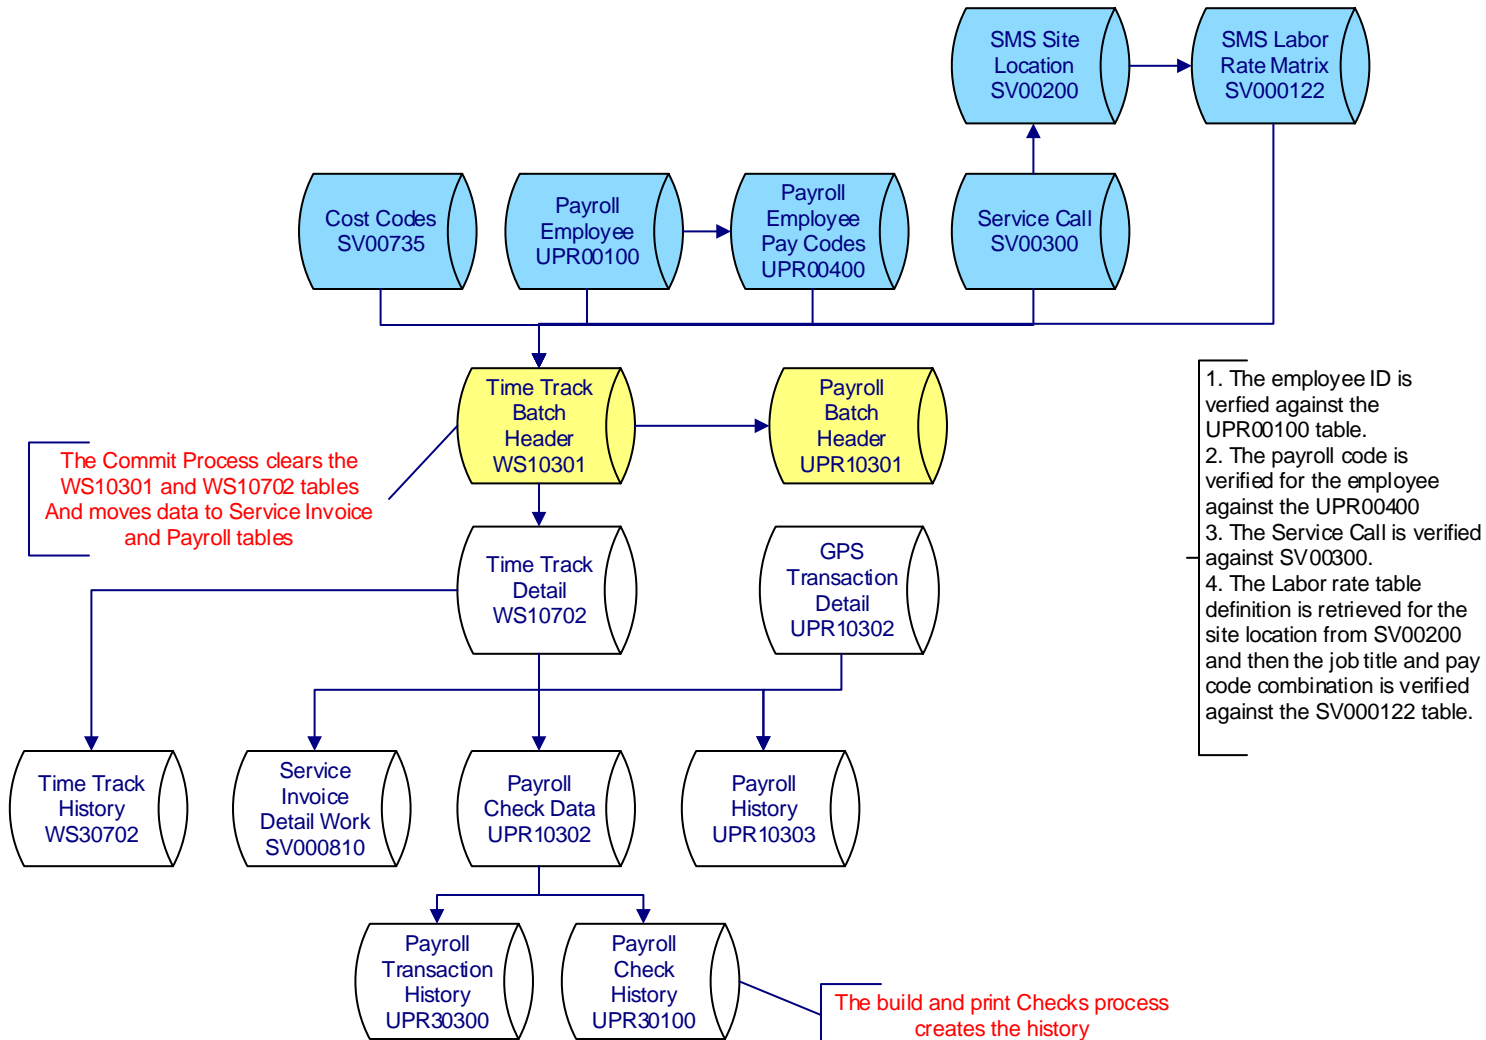 SMS Site
Location
SV00200
SMS Labor
Rate Matrix
SV000122
Cost Codes
SV00735
Payroll
Employee
UPR00100
Payroll
Employee
Pay Codes
UPR00400
Service Call
SV00300
Time Track
Batch
Header
WS10301
Payroll
Batch
Header
UPR10301
The Commit Process clears the
WS10301 and WS10702 tables
And moves data to Service Invoice
and Payroll tables
1. The employee ID is
verfied against the
UPR00100 table.
2. The payroll code is
verified for the employee
against the UPR00400
3. The Service Call is verified
against SV00300.
4. The Labor rate table
definition is retrieved for the
site location from SV00200
and then the job title and pay
code combination is verified
against the SV000122 table.
Time Track
Detail
WS10702
GPS
Transaction
Detail
UPR10302
Time Track
History
WS30702
Service
Invoice
Detail Work
SV000810
Payroll
Check Data
UPR10302
Payroll
History
UPR10303
Payroll
Transaction
History
UPR30300
Payroll
Check
History
UPR30100
The build and print Checks process
creates the history